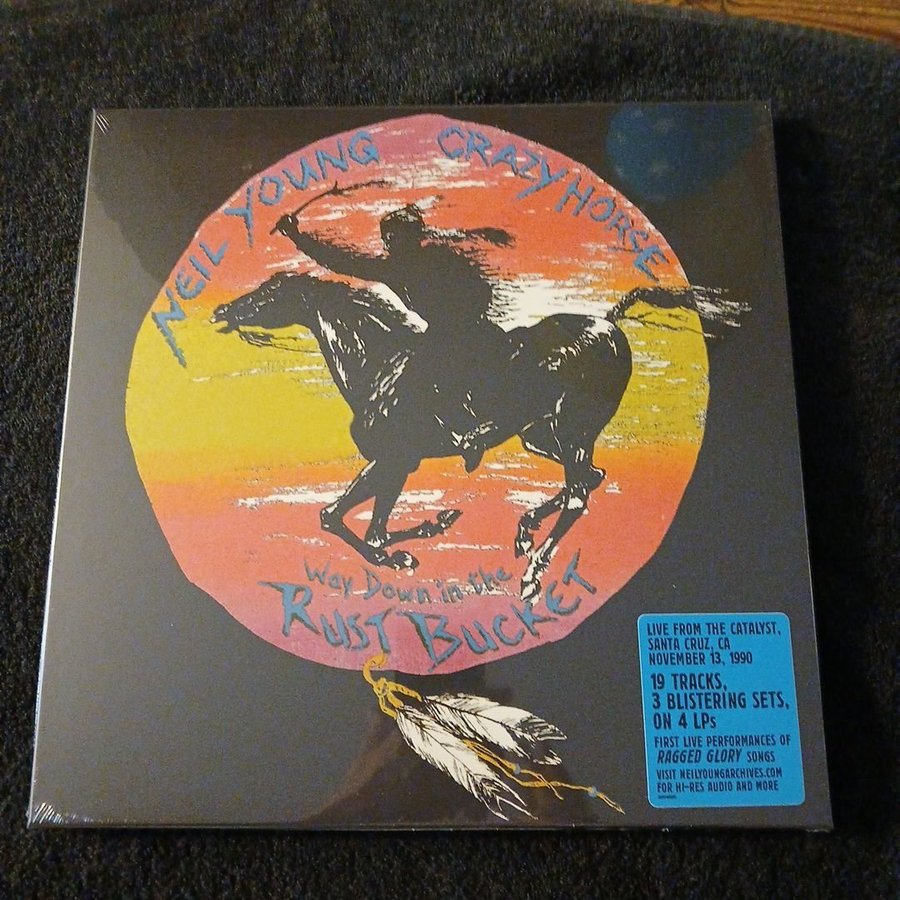 NEIL YOUNG CRAZY HORSE
Way Down in the
RUST BUCKET
LIVE FROM THE CATALYST,
SANTA CRUZ, CA
NOVEMBER 13, 1990
19 TRACKS,
3 BLISTERING SETS,
ON 4 LPs
FIRST LIVE PERFORMANCES OF
RAGGED GLORY SONGS
VISIT NEILYOUNGARCHIVES.COM
FOR HI-RES AUDIO AND MORE